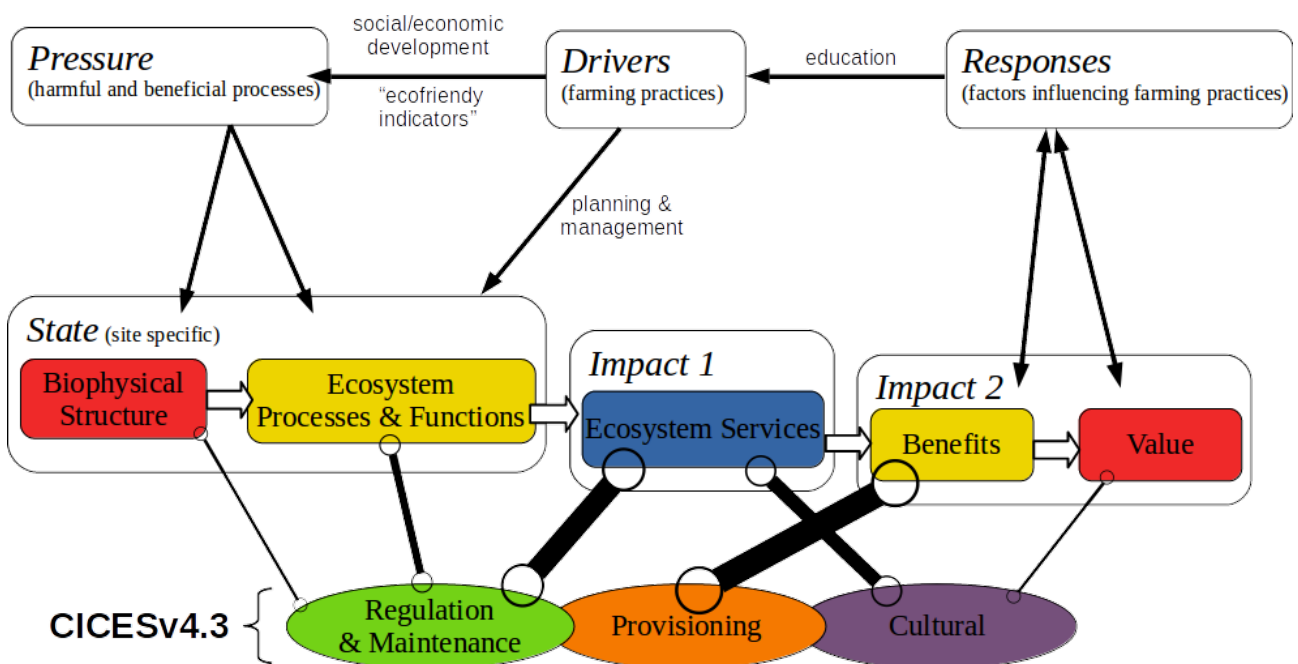 Pressure
(harmful and beneficial processes)
social/economic
development
“ecofriendy
indicators”
Drivers
(farming practices)
education
Responses
(factors influencing farming practices)
planning &
management
State (site specific)
Biophysical
Structure
Ecosystem
Processes & Functions
Impact 1
Ecosystem Services
Impact 2
Benefits
Value
CICESv4.3
Regulation
& Maintenance
Provisioning
Cultural